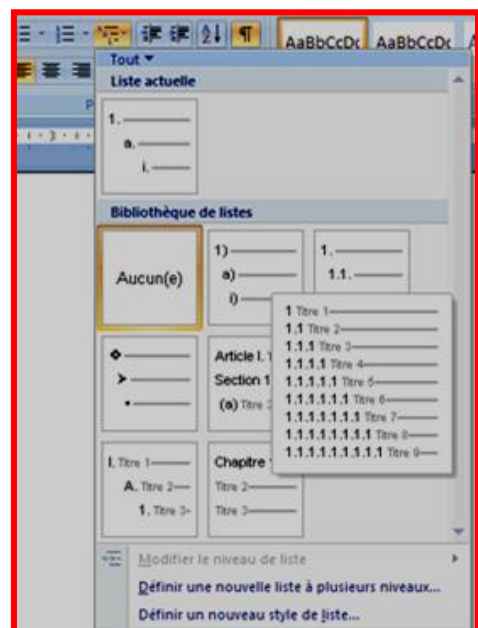 AaBbCcDc AaBbCcDc
Tout
Liste actuelle
1.
a.
i.
Bibliothèque de listes
Aucun(e)
1)
a)
i)
1.
1.1.
1 Titre 1
1.1 Titre 2
1.1.1 Titre 3
1.1.1.1 Titre 4
1.1.1.1.1 Titre 5
1.1.1.1.1.1 Titre 6
1.1.1.1.1.1.1 Titre 7
1.1.1.1.1.1.1.1 Titre 8
1.1.1.1.1.1.1.1.1 Titre 9
Article I.
Section 1
(a) Titre
I. Titre 1
A. Titre 2
1. Titre 3
Chapitre
Titre 2
Titre 3
Modifier le niveau de liste
Définir une nouvelle liste à plusieurs niveaux...
Définir un nouveau style de liste...